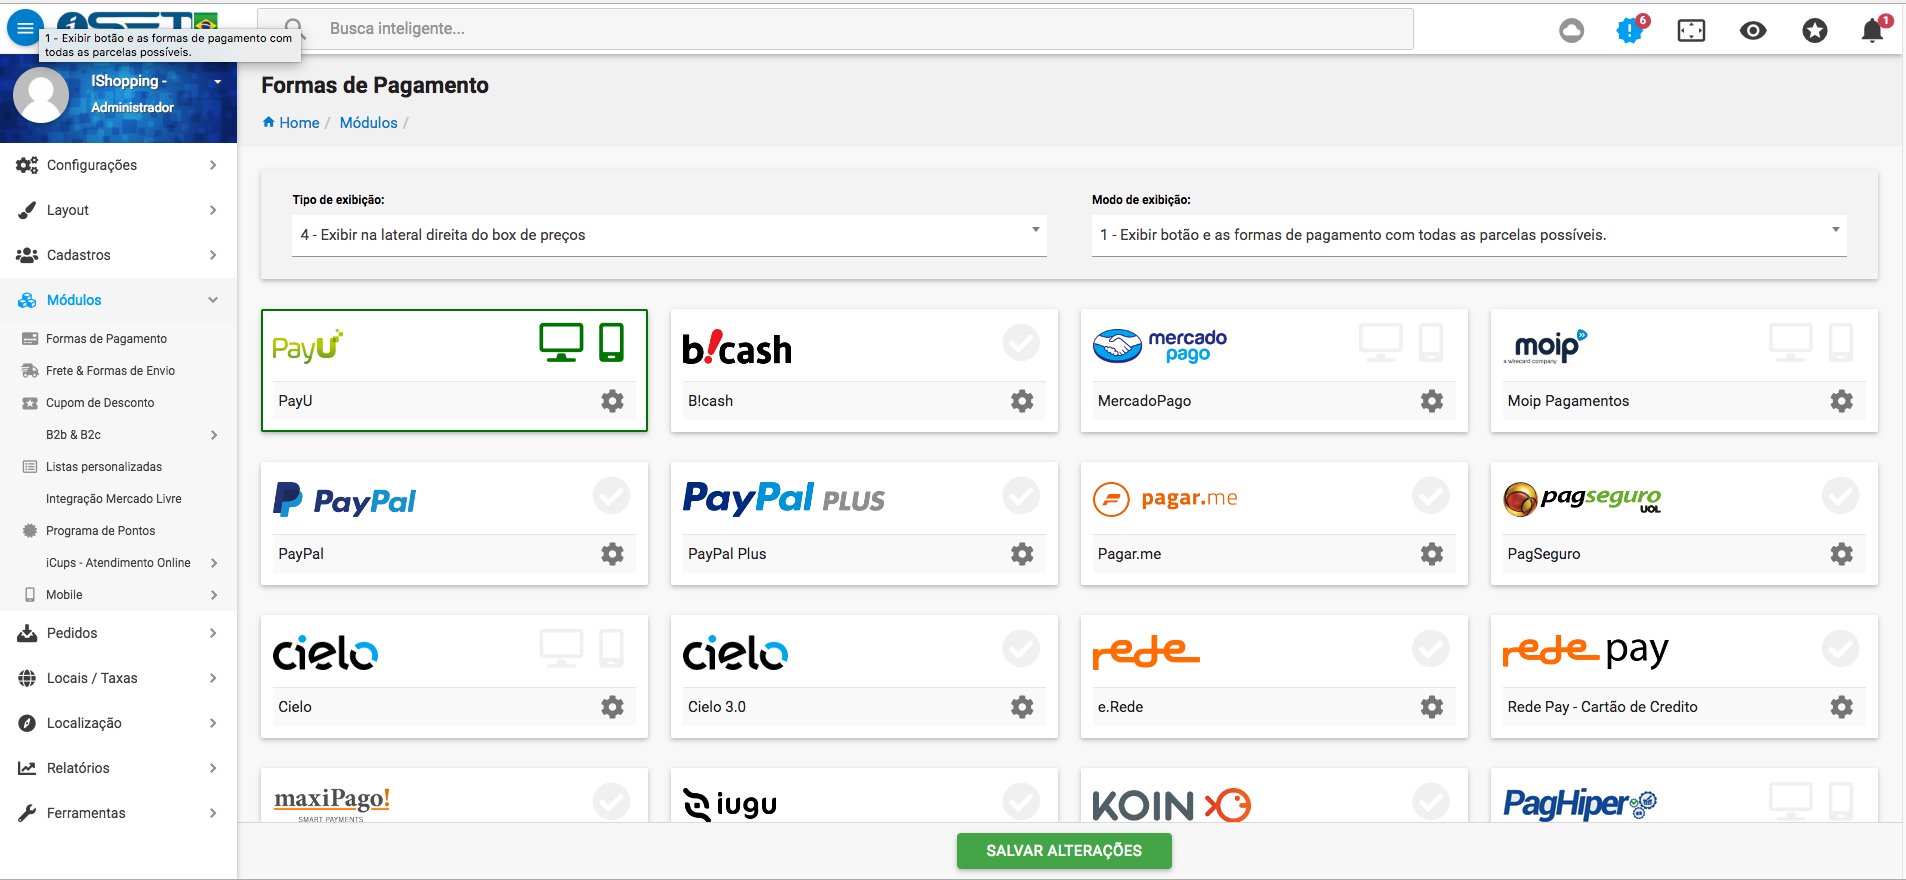 iSET
1 - Exibir botão e as formas de pagamento com
todas as parcelas possíveis.
Busca inteligente...
6
1
IShopping -
Administrador
Formas de Pagamento
Home / Módulos /
Configurações
Layout
Cadastros
Módulos
Formas de Pagamento
Frete & Formas de Envio
Cupom de Desconto
B2b & B2c
Listas personalizadas
Integração Mercado Livre
Programa de Pontos
iCups - Atendimento Online
Mobile
Pedidos
Locais / Taxas
Localização
Relatórios
Ferramentas
Tipo de exibição:
4 - Exibir na lateral direita do box de preços
Modo de exibição:
1 - Exibir botão e as formas de pagamento com todas as parcelas possíveis.
PayU
PayU
b!cash
B!cash
mercado
pago
MercadoPago
moip
a wirecard company
Moip Pagamentos
PayPal
PayPal
PayPal PLUS
PayPal Plus
pagar.me
Pagar.me
pagseguro
UOL
PagSeguro
cielo
Cielo
cielo
Cielo 3.0
rede
e.Rede
rede pay
Rede Pay - Cartão de Credito
maxiPago!
SMART PAYMENTS
iugu
KOIN
PagHiper
SALVAR ALTERAÇÕES